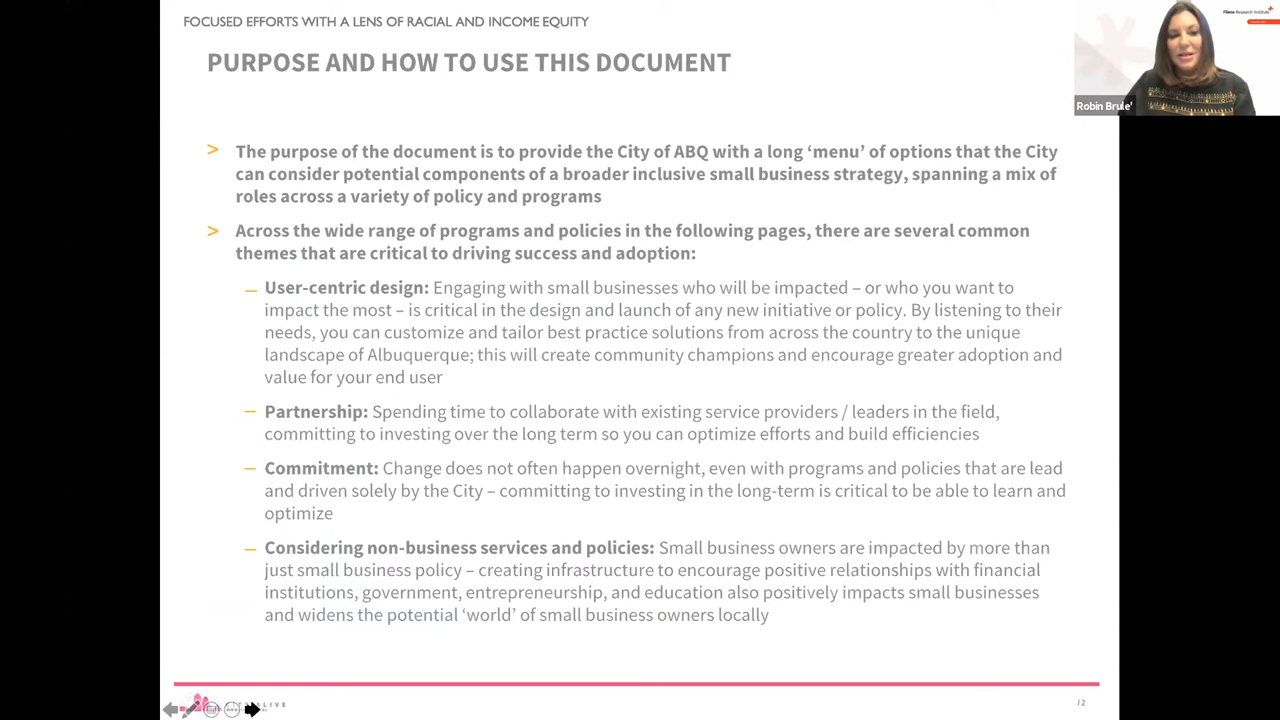 FOCUSED EFFORTS WITH A LENS OF RACIAL AND INCOME EQUITY
PURPOSE AND HOW TO USE THIS DOCUMENT
Filene Research Institute
Robin Brule'
> The purpose of the document is to provide the City of ABQ with a long ‘menu’ of options that the City
can consider potential components of a broader inclusive small business strategy, spanning a mix of
roles across a variety of policy and programs
> Across the wide range of programs and policies in the following pages, there are several common
themes that are critical to driving success and adoption:
– User-centric design: Engaging with small businesses who will be impacted – or who you want to
impact the most – is critical in the design and launch of any new initiative or policy. By listening to their
needs, you can customize and tailor best practice solutions from across the country to the unique
landscape of Albuquerque; this will create community champions and encourage greater adoption and
value for your end user
– Partnership: Spending time to collaborate with existing service providers / leaders in the field,
committing to investing over the long term so you can optimize efforts and build efficiencies
– Commitment: Change does not often happen overnight, even with programs and policies that are lead
and driven solely by the City – committing to investing in the long-term is critical to be able to learn and
optimize
– Considering non-business services and policies: Small business owners are impacted by more than
just small business policy – creating infrastructure to encourage positive relationships with financial
institutions, government, entrepreneurship, and education also positively impacts small businesses
and widens the potential ‘world’ of small business owners locally
12